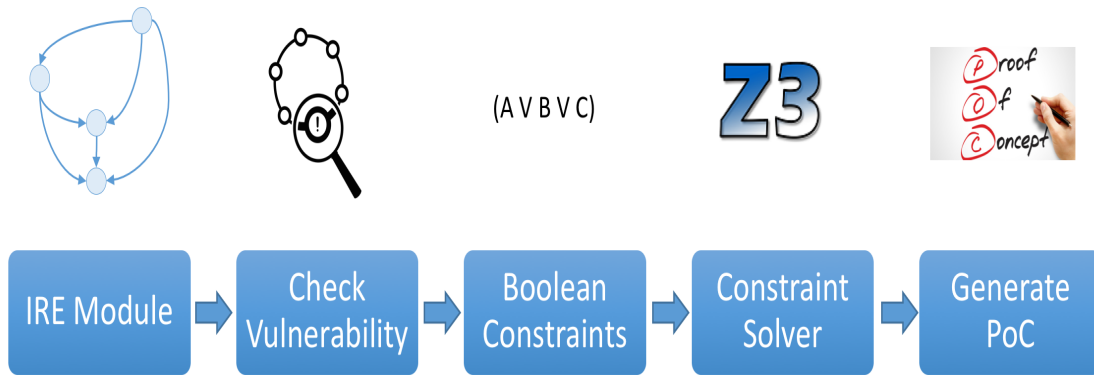 (A V B V C)
Z3
Proof
Of
Concept
!
IRE Module
Check
Vulnerability
Boolean
Constraints
Constraint
Solver
Generate
PoC